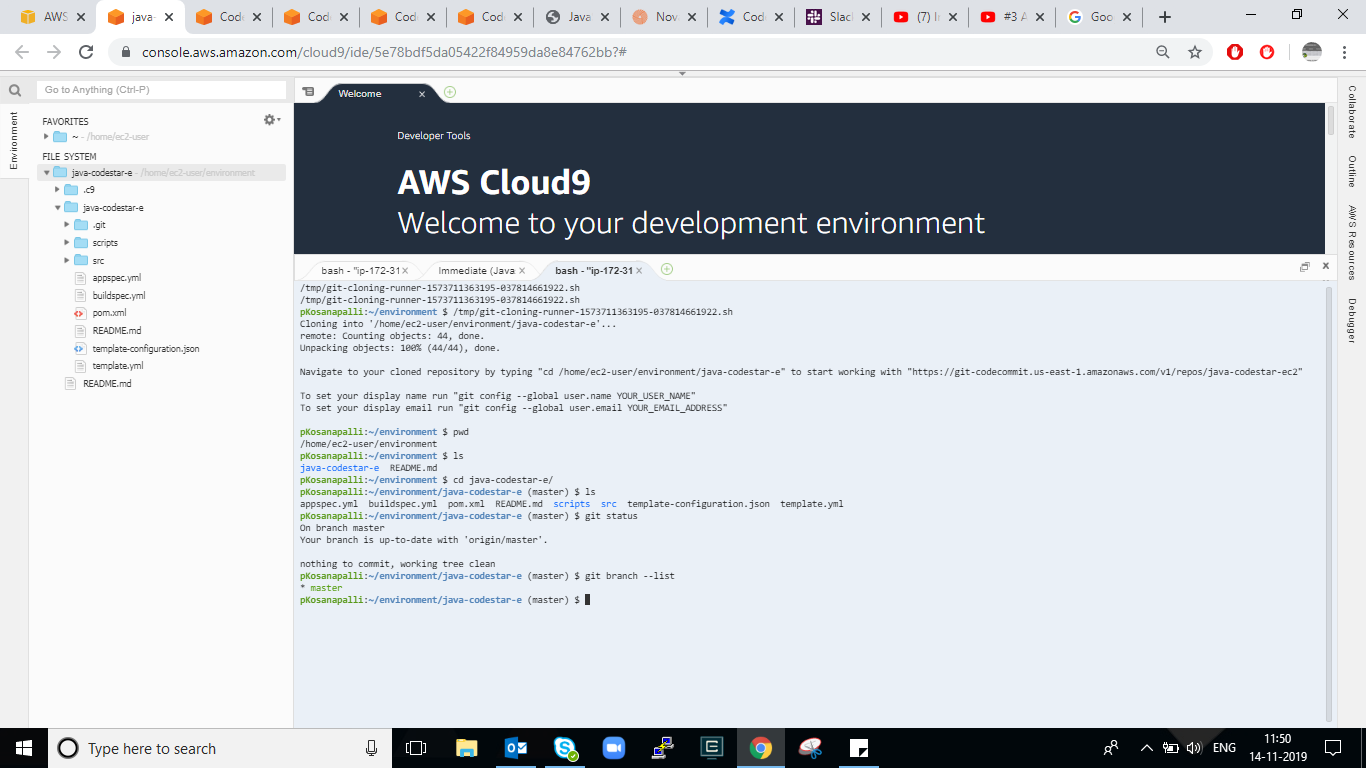 AWS
java-
Code
Code
Code
Code
Java
Nova
Code
Slac
(7) I
#3 A
Goo
console.aws.amazon.com/cloud9/ide/5e78bdf5da05422f84959da8e84762bb?#
Go to Anything (Ctrl-P)
Welcome
Environment
FAVORITES
~ - /home/ec2-user
FILE SYSTEM
java-codestar-e - /home/ec2-user/environment
.c9
java-codestar-e
.git
scripts
src
appspec.yml
buildspec.yml
pom.xml
README.md
template-configuration.json
template.yml
README.md
Developer Tools
AWS Cloud9
Welcome to your development environment
Collaborate
Outline
AWS Resources
Debugger
bash - "ip-172-31
Immediate (Java
bash - "ip-172-31
/tmp/git-cloning-runner-1573711363195-037814661922.sh
/tmp/git-cloning-runner-1573711363195-037814661922.sh
pKosanapalli:~/environment $ /tmp/git-cloning-runner-1573711363195-037814661922.sh
Cloning into '/home/ec2-user/environment/java-codestar-e'...
remote: Counting objects: 44, done.
Unpacking objects: 100% (44/44), done.
Navigate to your cloned repository by typing "cd /home/ec2-user/environment/java-codestar-e" to start working with "https://git-codecommit.us-east-1.amazonaws.com/v1/repos/java-codestar-ec2"
To set your display name run "git config --global user.name YOUR_USER_NAME"
To set your display email run "git config --global user.email YOUR_EMAIL_ADDRESS"
pKosanapalli:~/environment $ pwd
/home/ec2-user/environment
pKosanapalli:~/environment $ ls
java-codestar-e  README.md
pKosanapalli:~/environment $ cd java-codestar-e/
pKosanapalli:~/environment/java-codestar-e (master) $ ls
appspec.yml  buildspec.yml  pom.xml  README.md  scripts  src  template-configuration.json  template.yml
pKosanapalli:~/environment/java-codestar-e (master) $ git status
On branch master
Your branch is up-to-date with 'origin/master'.
nothing to commit, working tree clean
pKosanapalli:~/environment/java-codestar-e (master) $ git branch --list
* master
pKosanapalli:~/environment/java-codestar-e (master) $
Type here to search
ENG
11:50
14-11-2019